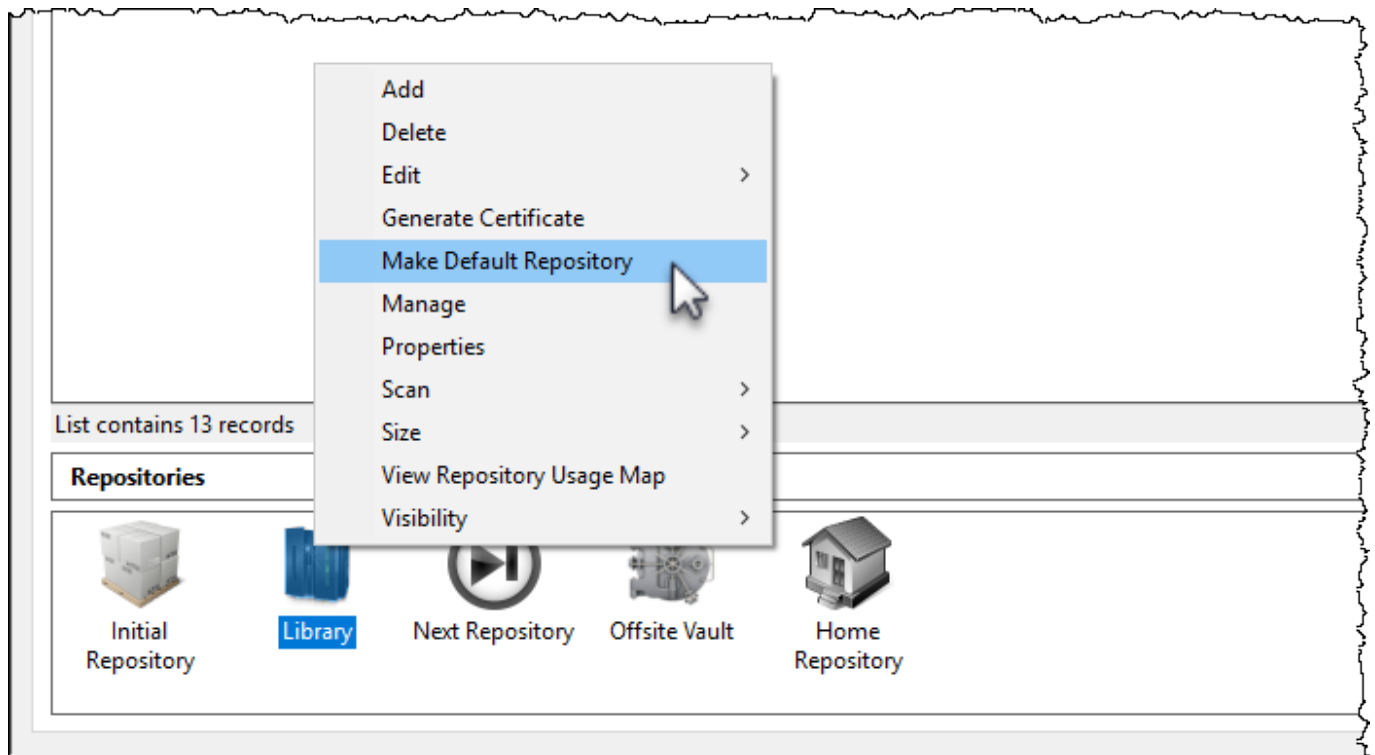 Add
Delete
Edit
Generate Certificate
Make Default Repository
Manage
Properties
Scan
List contains 13 records
Size
Repositories
View Repository Usage Map
Visibility
Initial
Repository
Library
Next Repository
Offsite Vault
Home
Repository